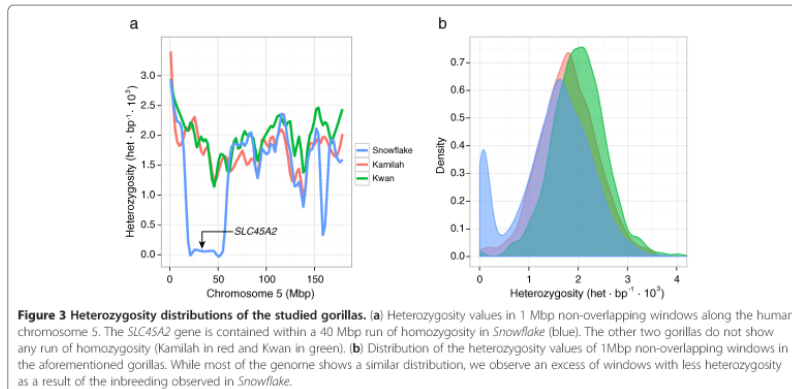 a
b
3.0
2.5
2.0
1.5
1.0
0.5
0.0
Heterozygosity (het · bp⁻¹ · 10³)
SLC45A2
0
50
100
150
Chromosome 5 (Mbp)
Snowflake
Kamilah
Kwan
0.7
0.6
0.5
0.4
0.3
0.2
0.1
0.0
Density
0
1
2
3
4
Heterozygosity (het · bp⁻¹ · 10³)
Figure 3 Heterozygosity distributions of the studied gorillas. (a) Heterozygosity values in 1 Mbp non-overlapping windows along the human
chromosome 5. The SLC45A2 gene is contained within a 40 Mbp run of homozygosity in Snowflake (blue). The other two gorillas do not show
any run of homozygosity (Kamilah in red and Kwan in green). (b) Distribution of the heterozygosity values of 1Mbp non-overlapping windows in
the aforementioned gorillas. While most of the genome shows a similar distribution, we observe an excess of windows with less heterozygosity
as a result of the inbreeding observed in Snowflake.